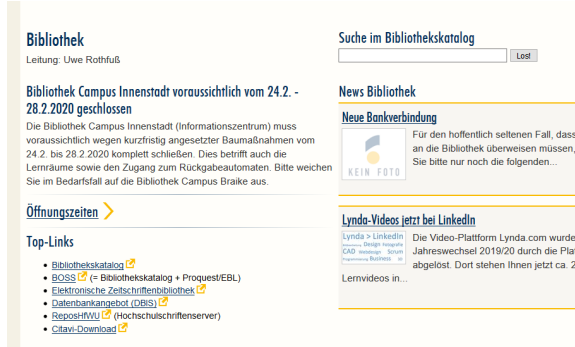 Bibliothek
Leitung: Uwe Rothfuß
Bibliothek Campus Innenstadt voraussichtlich vom 24.2. -
28.2.2020 geschlossen
Die Bibliothek Campus Innenstadt (Informationszentrum) muss
voraussichtlich wegen kurzfristig angesetzter Baumaßnahmen vom
24.2. bis 28.2.2020 komplett schließen. Dies betrifft auch die
Lernräume sowie den Zugang zum Rückgabeautomaten. Bitte weichen
Sie im Bedarfsfall auf die Bibliothek Campus Braike aus.
Öffnungszeiten
Top-Links
Bibliothekskatalog
BOSS (= Bibliothekskatalog + Proquest/EBL)
Elektronische Zeitschriftenbibliothek
Datenbankangebot (DBIS)
ReposHfWU (Hochschulschriftenserver)
Citavi-Download
Suche im Bibliothekskatalog
Los!
News Bibliothek
Neue Bankverbindung
KEIN FOTO
Für den hoffentlich seltenen Fall, dass
an die Bibliothek überweisen müssen,
Sie bitte nur noch die folgenden...
Lynda-Videos jetzt bei LinkedIn
Lynda > LinkedIn
Design Fotografie
CAD Webdesign Scrum
Business
Die Video-Plattform Lynda.com wurde
Jahreswechsel 2019/20 durch die Pla
abgelöst. Dort stehen Ihnen jetzt ca. 2
Lernvideos in...